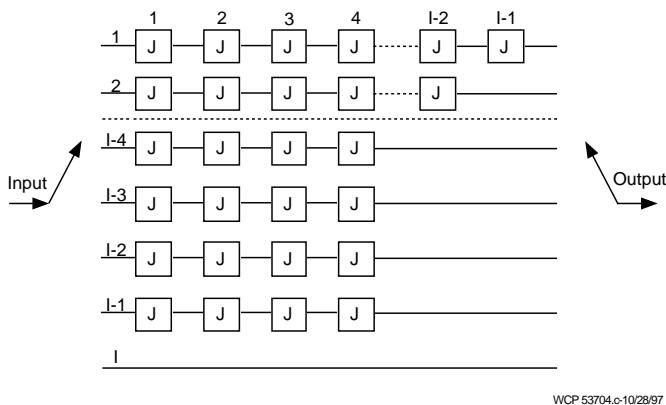 1 2 3 4 I-2 I-1
1 J J J J J J
2 J J J J J
I-4 J J J J
Input Output
I-3 J J J J
I-2 J J J J
I-1 J J J J
I
WCP 53704.c-10/28/97